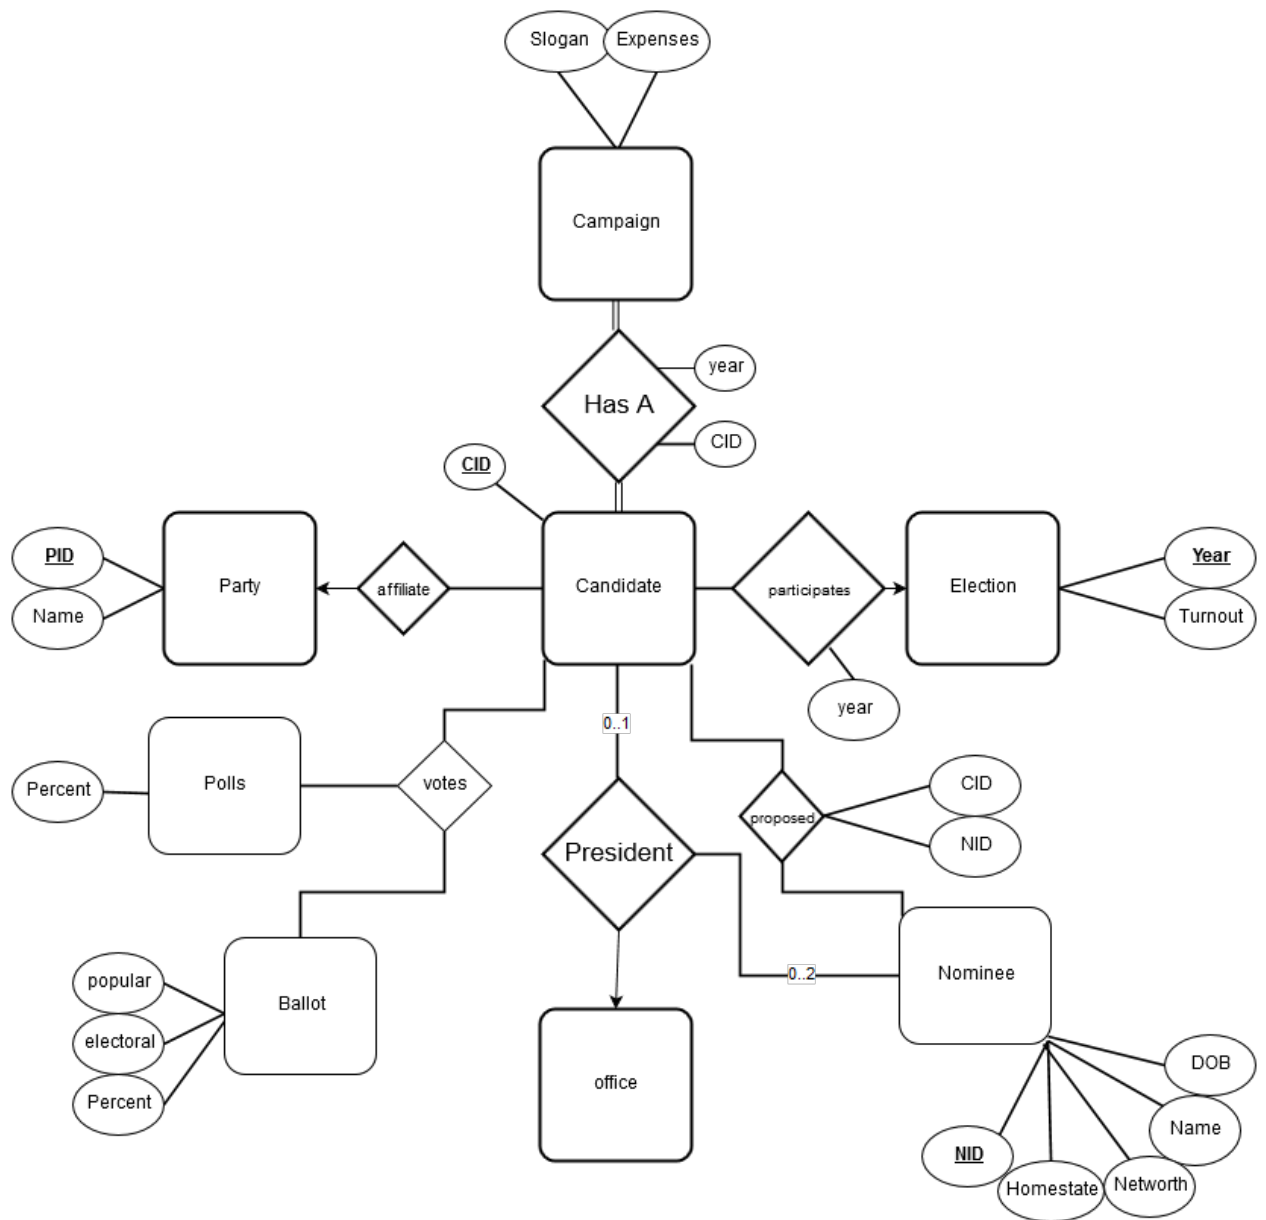 Slogan
Expenses
Campaign
year
Has A
CID
CID
PID
Party
affiliate
Candidate
participates
Election
Year
Name
Turnout
year
0..1
Percent
Polls
votes
CID
proposed
NID
President
popular
electoral
Percent
Ballot
0..2
Nominee
office
DOB
Name
NID
Homestate
Networth